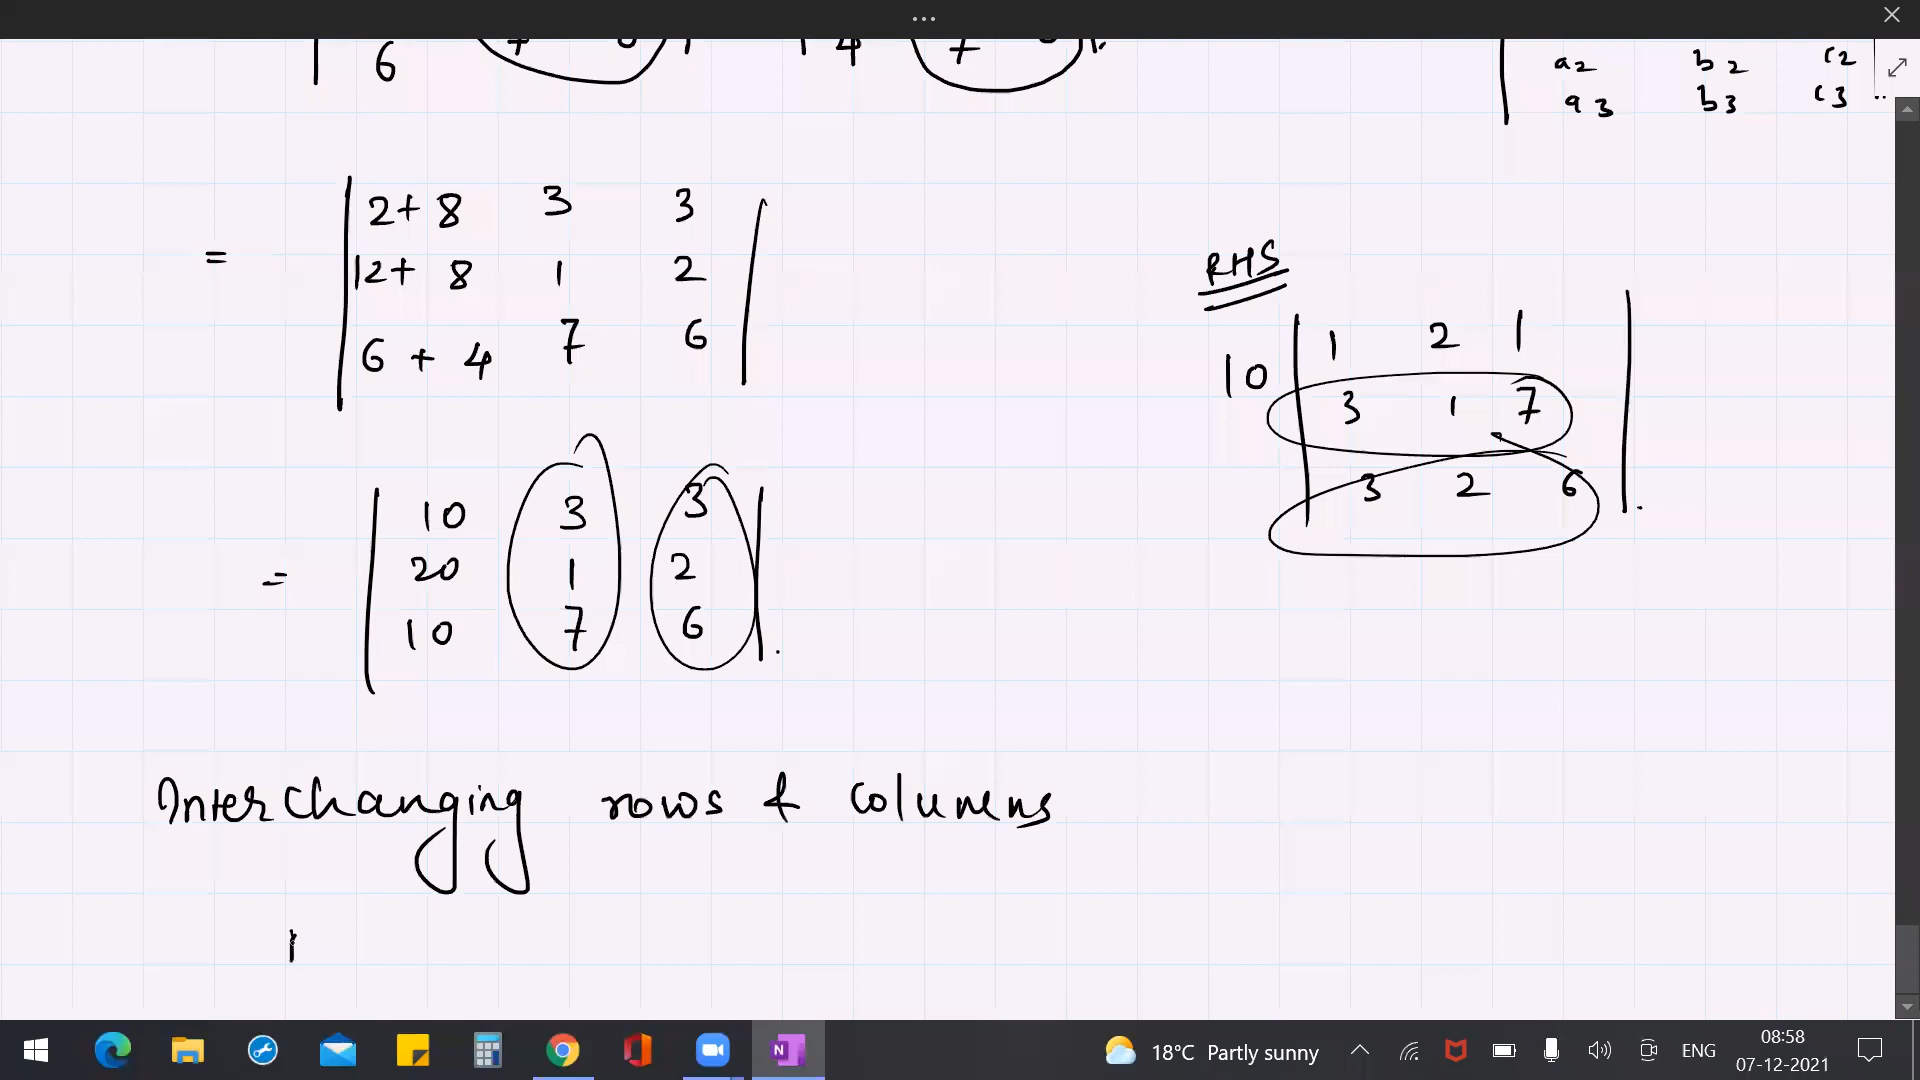 6
4
a2 b2 c2
a3 b3 c3
= | 2+ 8 3 3 |
| 12+ 8 1 2 |
| 6 + 4 7 6 |
RHS
10 | 1 2 1 |
| 3 1 7 |
| 3 2 6 | .
= | 10 3 3 |
| 20 1 2 |
| 10 7 6 | .
Interchanging rows & columns
18°C Partly sunny
ENG
08:58
07-12-2021